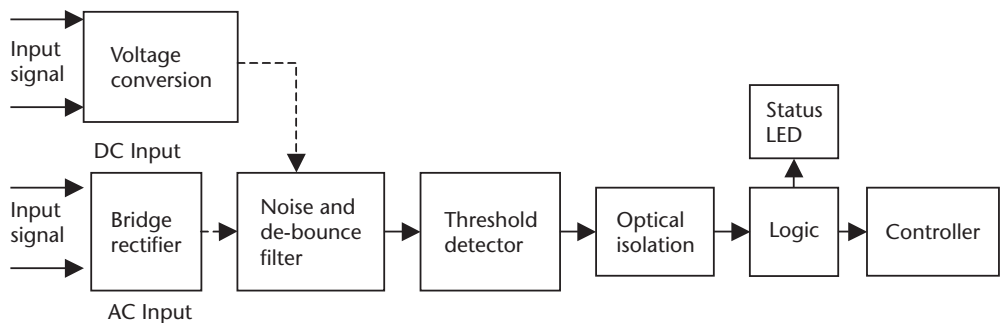 Input
signal
Voltage
conversion
DC Input
Status
LED
Input
signal
Bridge
rectifier
AC Input
Noise and
de-bounce
filter
Threshold
detector
Optical
isolation
Logic
Controller